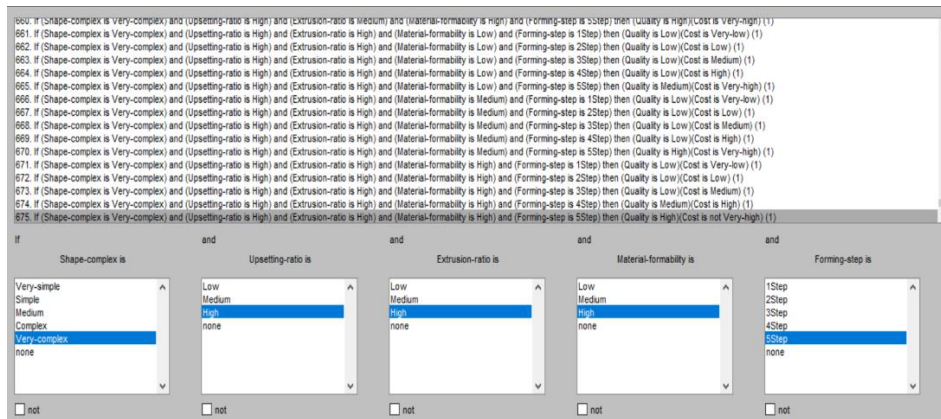 660. If (Shape-complex is Very-complex) and (Upsetting-ratio is High) and (Extrusion-ratio is Medium) and (Material-formability is High) and (Forming-step is 5Step) then (Quality is High)(Cost is Very-high) (1)
661. If (Shape-complex is Very-complex) and (Upsetting-ratio is High) and (Extrusion-ratio is High) and (Material-formability is Low) and (Forming-step is 1Step) then (Quality is Low)(Cost is Very-low) (1)
662. If (Shape-complex is Very-complex) and (Upsetting-ratio is High) and (Extrusion-ratio is High) and (Material-formability is Low) and (Forming-step is 2Step) then (Quality is Low)(Cost is Low) (1)
663. If (Shape-complex is Very-complex) and (Upsetting-ratio is High) and (Extrusion-ratio is High) and (Material-formability is Low) and (Forming-step is 3Step) then (Quality is Low)(Cost is Medium) (1)
664. If (Shape-complex is Very-complex) and (Upsetting-ratio is High) and (Extrusion-ratio is High) and (Material-formability is Low) and (Forming-step is 4Step) then (Quality is Low)(Cost is High) (1)
665. If (Shape-complex is Very-complex) and (Upsetting-ratio is High) and (Extrusion-ratio is High) and (Material-formability is Low) and (Forming-step is 5Step) then (Quality is Medium)(Cost is Very-high) (1)
666. If (Shape-complex is Very-complex) and (Upsetting-ratio is High) and (Extrusion-ratio is High) and (Material-formability is Medium) and (Forming-step is 1Step) then (Quality is Low)(Cost is Very-low) (1)
667. If (Shape-complex is Very-complex) and (Upsetting-ratio is High) and (Extrusion-ratio is High) and (Material-formability is Medium) and (Forming-step is 2Step) then (Quality is Low)(Cost is Low) (1)
668. If (Shape-complex is Very-complex) and (Upsetting-ratio is High) and (Extrusion-ratio is High) and (Material-formability is Medium) and (Forming-step is 3Step) then (Quality is Low)(Cost is Medium) (1)
669. If (Shape-complex is Very-complex) and (Upsetting-ratio is High) and (Extrusion-ratio is High) and (Material-formability is Medium) and (Forming-step is 4Step) then (Quality is Low)(Cost is High) (1)
670. If (Shape-complex is Very-complex) and (Upsetting-ratio is High) and (Extrusion-ratio is High) and (Material-formability is Medium) and (Forming-step is 5Step) then (Quality is High)(Cost is Very-high) (1)
671. If (Shape-complex is Very-complex) and (Upsetting-ratio is High) and (Extrusion-ratio is High) and (Material-formability is High) and (Forming-step is 1Step) then (Quality is Low)(Cost is Very-low) (1)
672. If (Shape-complex is Very-complex) and (Upsetting-ratio is High) and (Extrusion-ratio is High) and (Material-formability is High) and (Forming-step is 2Step) then (Quality is Low)(Cost is Low) (1)
673. If (Shape-complex is Very-complex) and (Upsetting-ratio is High) and (Extrusion-ratio is High) and (Material-formability is High) and (Forming-step is 3Step) then (Quality is Low)(Cost is Medium) (1)
674. If (Shape-complex is Very-complex) and (Upsetting-ratio is High) and (Extrusion-ratio is High) and (Material-formability is High) and (Forming-step is 4Step) then (Quality is Medium)(Cost is High) (1)
675. If (Shape-complex is Very-complex) and (Upsetting-ratio is High) and (Extrusion-ratio is High) and (Material-formability is High) and (Forming-step is 5Step) then (Quality is High)(Cost is not Very-high) (1)
If
Shape-complex is
Very-simple
Simple
Medium
Complex
Very-complex
none
not
and
Upsetting-ratio is
Low
Medium
High
none
not
and
Extrusion-ratio is
Low
Medium
High
none
not
and
Material-formability is
Low
Medium
High
none
not
and
Forming-step is
1Step
2Step
3Step
4Step
5Step
none
not